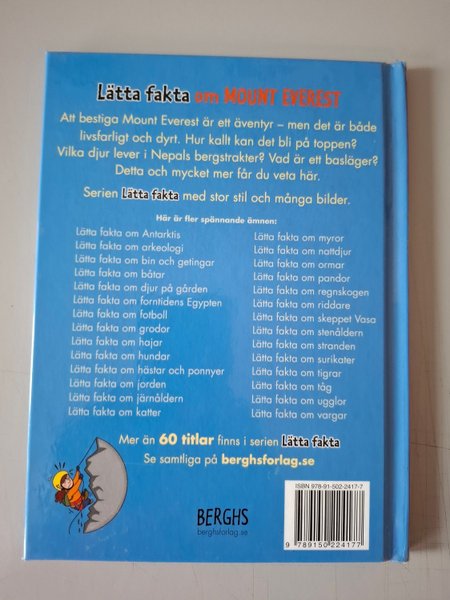 Lätta fakta om MOUNT EVEREST
Att bestiga Mount Everest är ett äventyr – men det är både
livsfarligt och dyrt. Hur kallt kan det bli på toppen?
Vilka djur lever i Nepals bergstrakter? Vad är ett basläger?
Detta och mycket mer får du veta här.
Serien Lätta fakta med stor stil och många bilder.
Här är fler spännande ämnen:
Lätta fakta om Antarktis
Lätta fakta om arkeologi
Lätta fakta om bin och getingar
Lätta fakta om båtar
Lätta fakta om djur på gården
Lätta fakta om forntidens Egypten
Lätta fakta om fotboll
Lätta fakta om grodor
Lätta fakta om hajar
Lätta fakta om hundar
Lätta fakta om hästar och ponnyer
Lätta fakta om jorden
Lätta fakta om järnåldern
Lätta fakta om katter
Lätta fakta om myror
Lätta fakta om nattdjur
Lätta fakta om ormar
Lätta fakta om pandor
Lätta fakta om regnskogen
Lätta fakta om riddare
Lätta fakta om skeppet Vasa
Lätta fakta om stenåldern
Lätta fakta om stranden
Lätta fakta om surikater
Lätta fakta om tigrar
Lätta fakta om tåg
Lätta fakta om ugglor
Lätta fakta om vargar
Mer än 60 titlar finns i serien Lätta fakta
Se samtliga på berghsforlag.se
BERGHS
berghsforlag.se
ISBN 978-91-502-2417-7
9 789150 224177